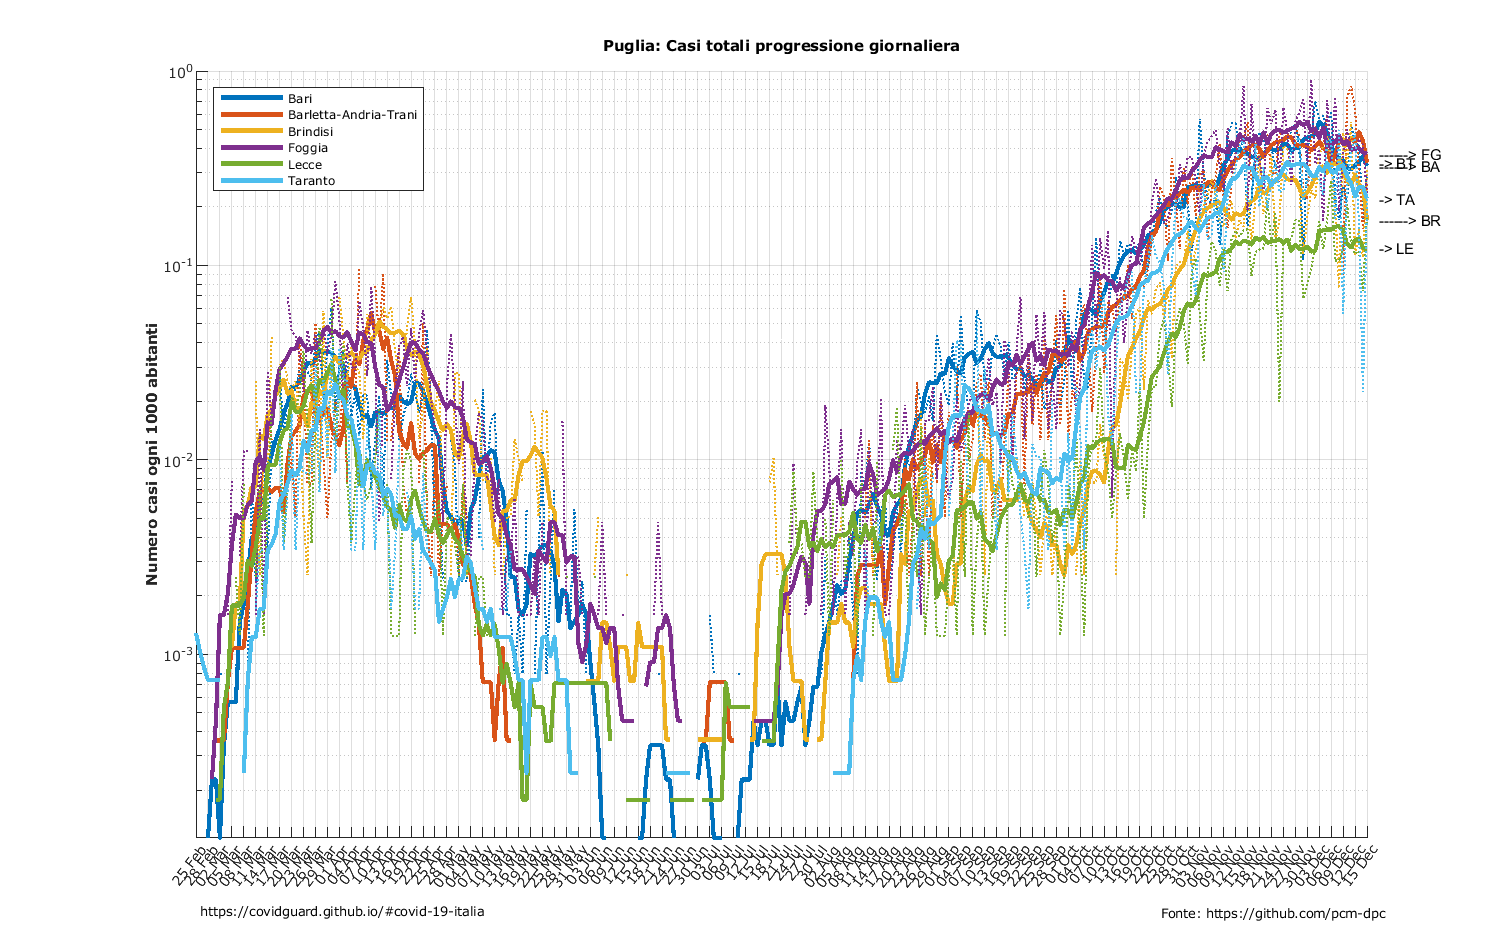 Puglia: Casi totali progressione giornaliera
Numero casi ogni 1000 abitanti
10^0
10^-1
10^-2
10^-3
Bari
Barletta-Andria-Trani
Brindisi
Foggia
Lecce
Taranto
------> FG
-> BT
------> BA
-> TA
------> BR
-> LE
25 Feb
28 Feb
02 Mar
05 Mar
08 Mar
11 Mar
14 Mar
17 Mar
20 Mar
23 Mar
26 Mar
29 Mar
01 Apr
04 Apr
07 Apr
10 Apr
13 Apr
16 Apr
19 Apr
22 Apr
25 Apr
28 Apr
01 May
04 May
07 May
10 May
13 May
16 May
19 May
22 May
25 May
28 May
31 May
03 Jun
06 Jun
09 Jun
12 Jun
15 Jun
18 Jun
21 Jun
24 Jun
27 Jun
30 Jun
03 Jul
06 Jul
09 Jul
12 Jul
15 Jul
18 Jul
21 Jul
24 Jul
27 Jul
30 Jul
02 Aug
05 Aug
08 Aug
11 Aug
14 Aug
17 Aug
20 Aug
23 Aug
26 Aug
29 Aug
01 Sep
04 Sep
07 Sep
10 Sep
13 Sep
16 Sep
19 Sep
22 Sep
25 Sep
28 Sep
01 Oct
04 Oct
07 Oct
10 Oct
13 Oct
16 Oct
19 Oct
22 Oct
25 Oct
28 Oct
31 Oct
03 Nov
06 Nov
09 Nov
12 Nov
15 Nov
18 Nov
21 Nov
24 Nov
27 Nov
30 Nov
03 Dec
06 Dec
09 Dec
12 Dec
15 Dec
https://covidguard.github.io/#covid-19-italia
Fonte: https://github.com/pcm-dpc